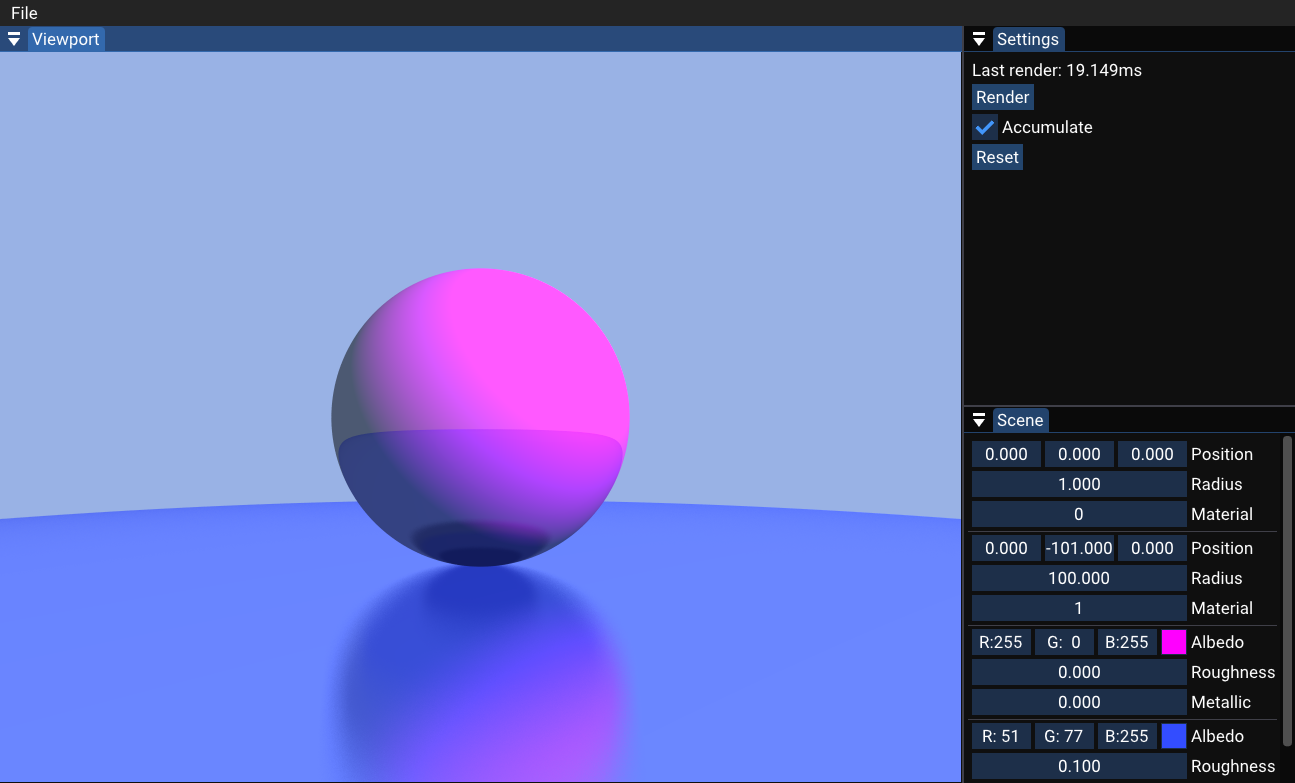 File
Viewport
Settings
Last render: 19.149ms
Render
Accumulate
Reset
Scene
0.000 0.000 0.000 Position
1.000 Radius
0 Material
0.000 -101.000 0.000 Position
100.000 Radius
1 Material
R:255 G: 0 B:255 Albedo
0.000 Roughness
0.000 Metallic
R: 51 G: 77 B:255 Albedo
0.100 Roughness